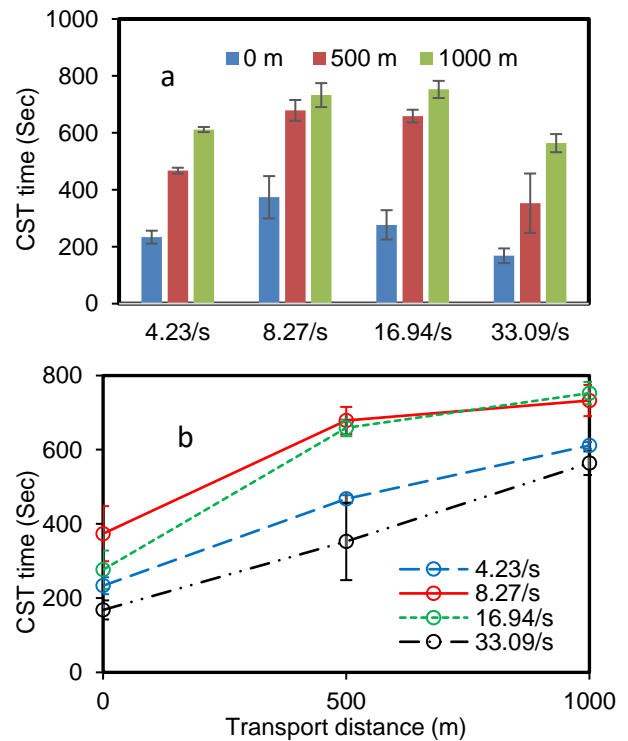 1000
800
600
400
200
0
CST time (Sec)
a
0 m 500 m 1000 m
4.23/s 8.27/s 16.94/s 33.09/s
800
600
400
200
0
CST time (Sec)
b
4.23/s
8.27/s
16.94/s
33.09/s
0 500 1000
Transport distance (m)